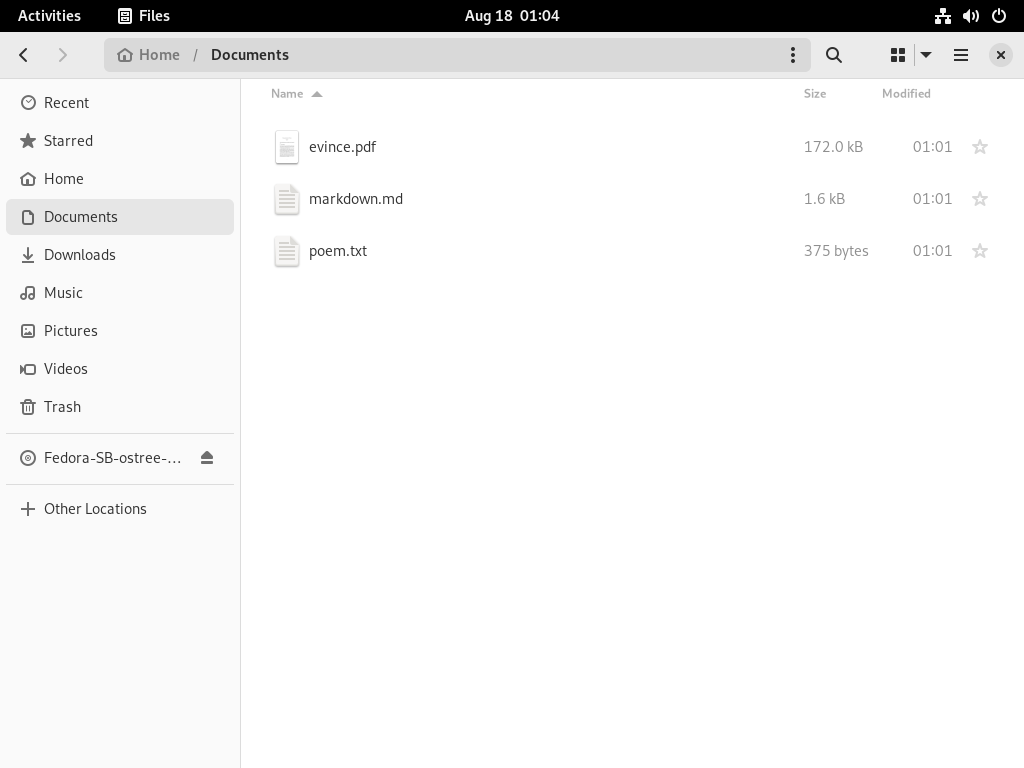 Activities Files Aug 18 01:04
Home / Documents
Name Size Modified
Recent
Starred
Home
Documents
Downloads
Music
Pictures
Videos
Trash
Fedora-SB-ostree-…
Other Locations
evince.pdf 172.0 kB 01:01
markdown.md 1.6 kB 01:01
poem.txt 375 bytes 01:01